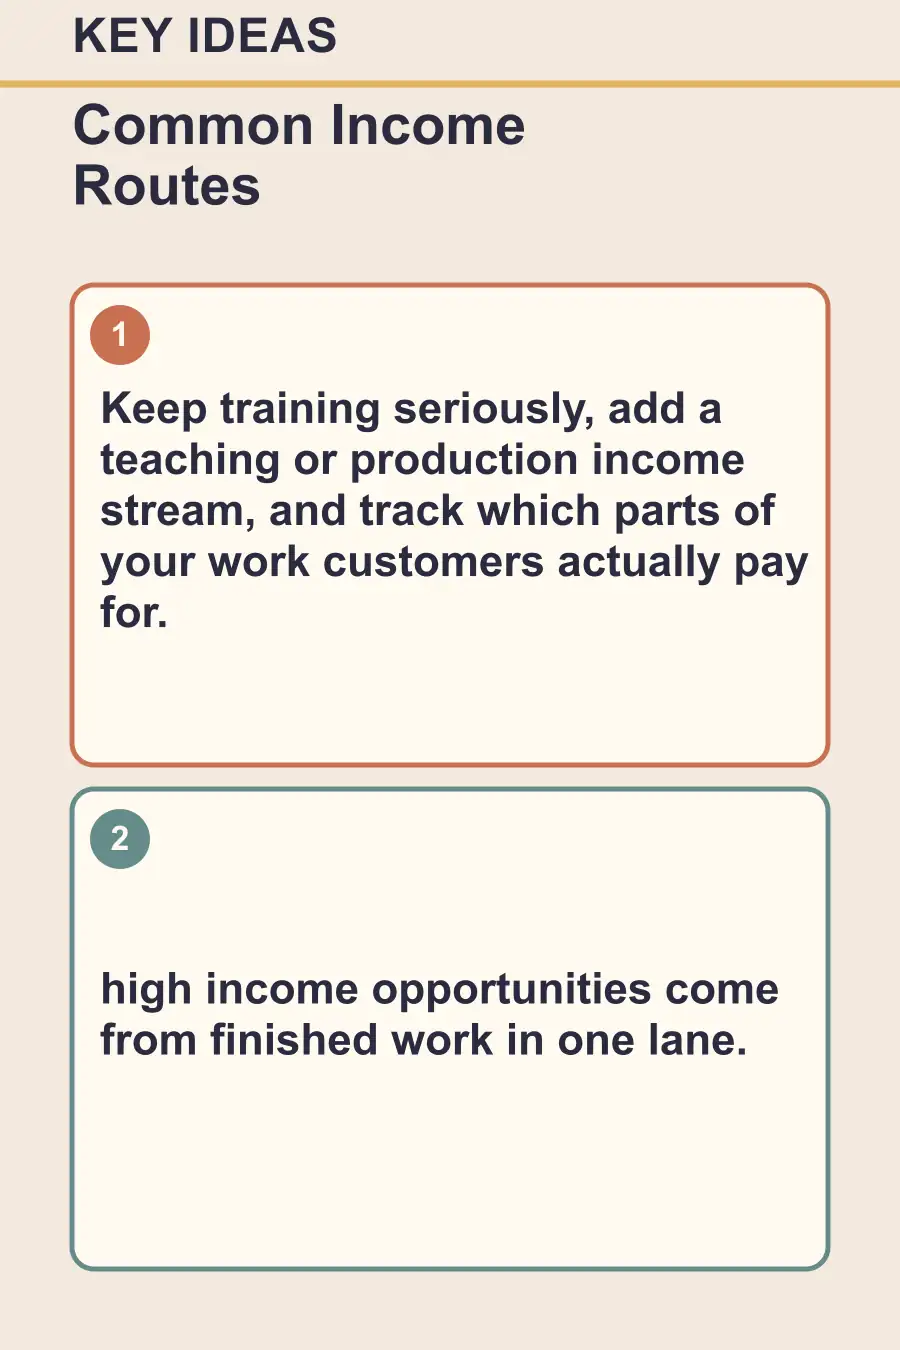 KEY IDEAS
Common Income
Routes
1
Keep training seriously, add a
teaching or production income
stream, and track which parts of
your work customers actually pay
for.
2
high income opportunities come
from finished work in one lane.